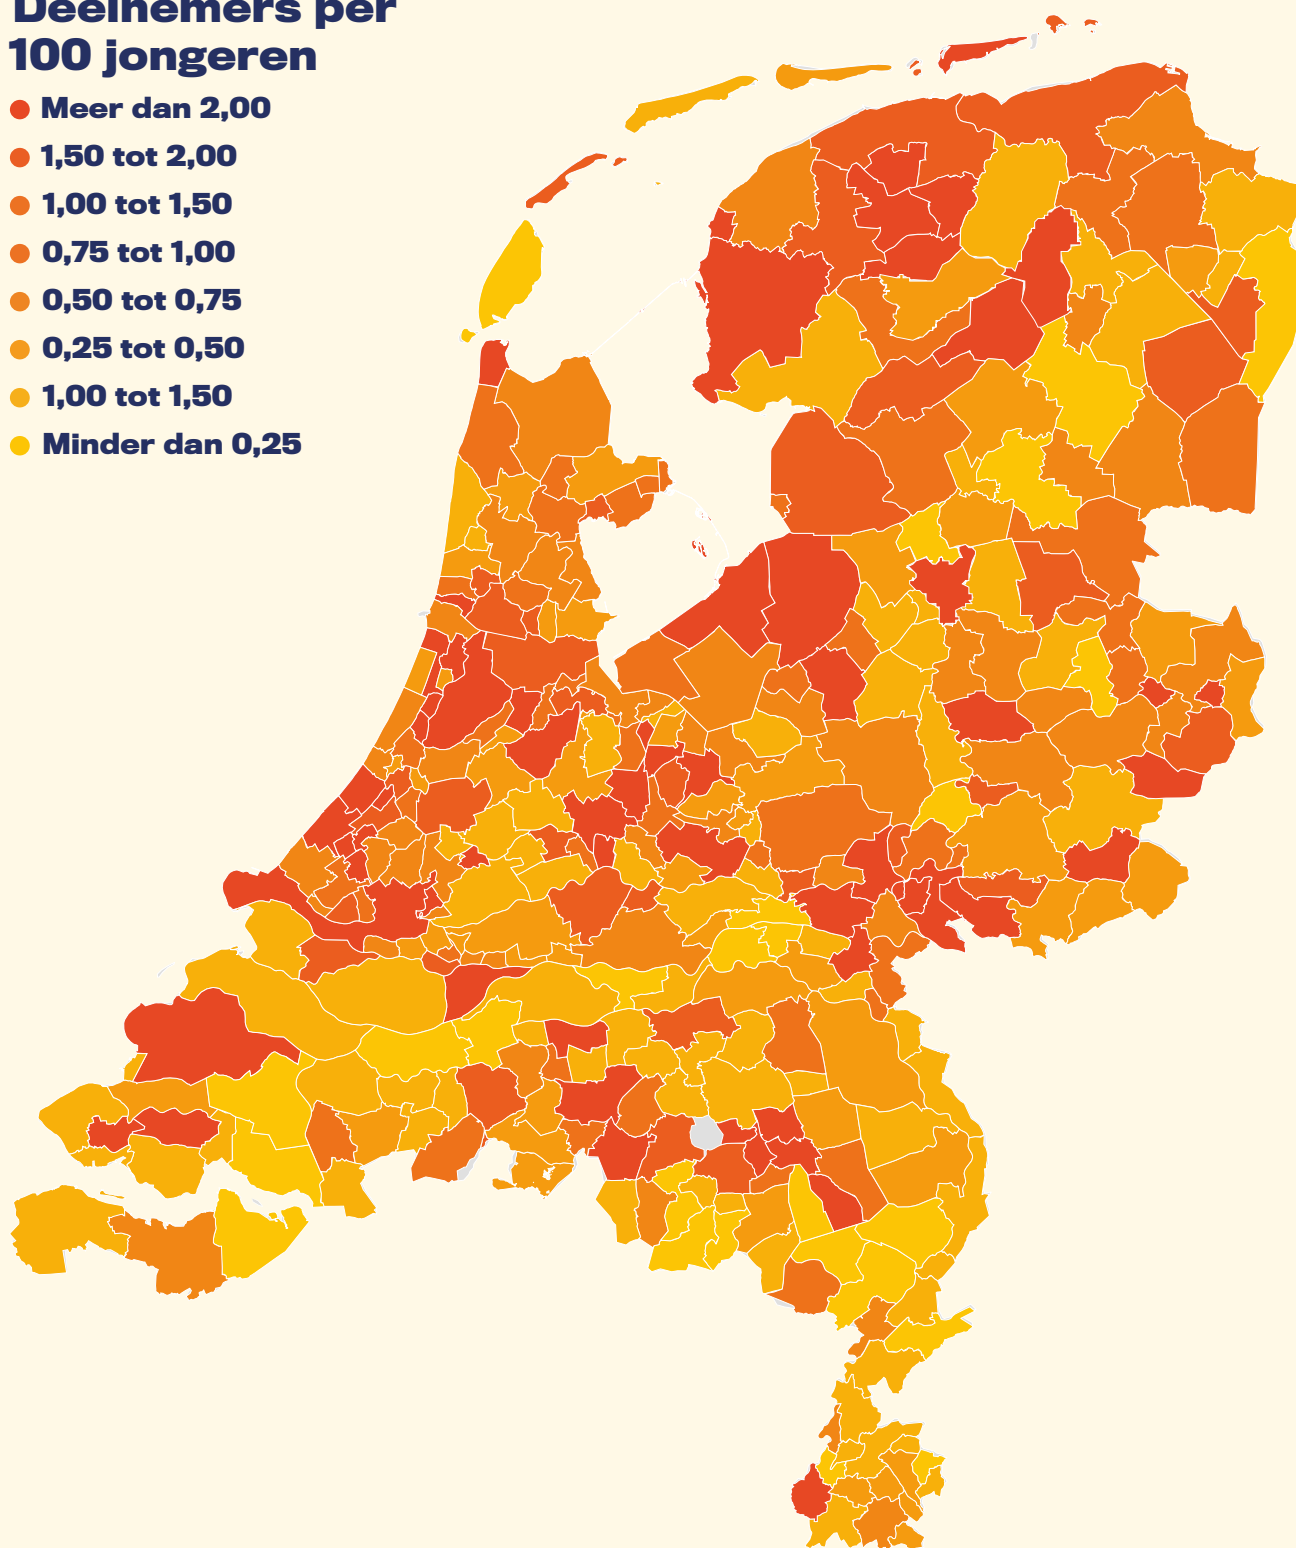 Deelnemers per
100 jongeren
Meer dan 2,00
1,50 tot 2,00
1,00 tot 1,50
0,75 tot 1,00
0,50 tot 0,75
0,25 tot 0,50
1,00 tot 1,50
Minder dan 0,25